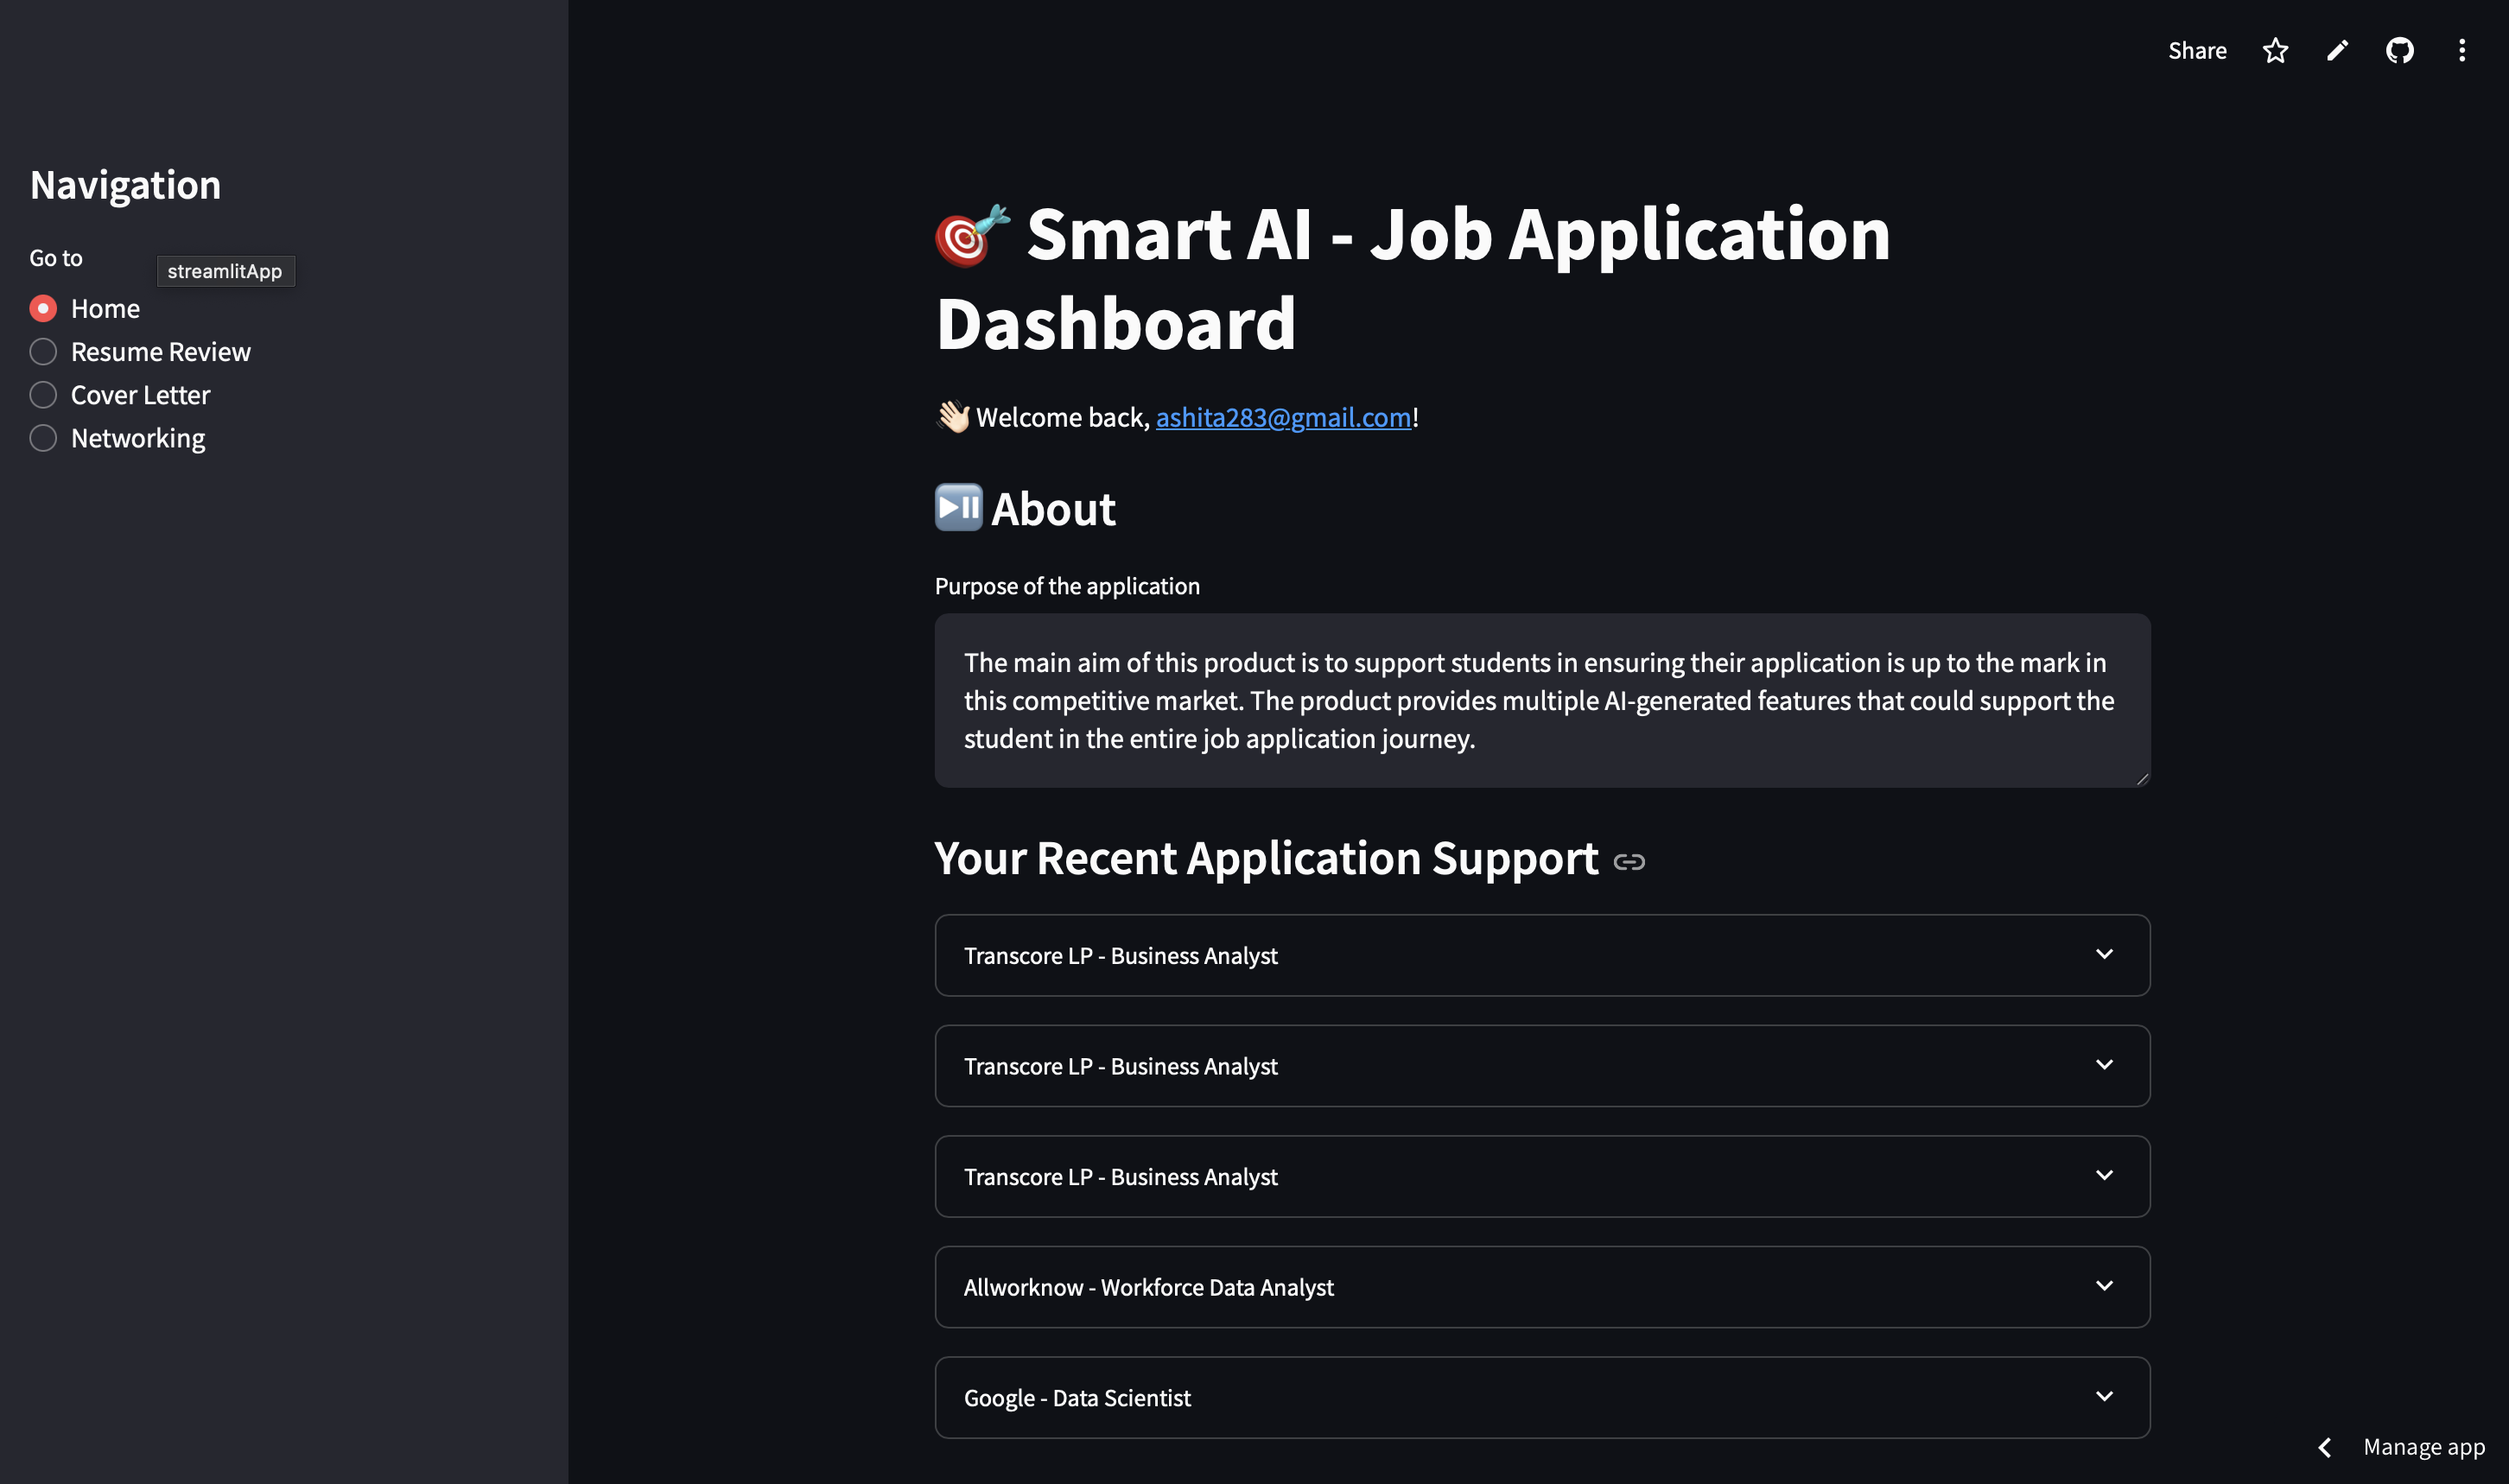 Share
Navigation
Go to
streamlitApp
Home
Resume Review
Cover Letter
Networking
Smart AI - Job Application
Dashboard
Welcome back, ashita283@gmail.com!
About
Purpose of the application
The main aim of this product is to support students in ensuring their application is up to the mark in
this competitive market. The product provides multiple AI-generated features that could support the
student in the entire job application journey.
Your Recent Application Support
Transcore LP - Business Analyst
Transcore LP - Business Analyst
Transcore LP - Business Analyst
Allworknow - Workforce Data Analyst
Google - Data Scientist
Manage app